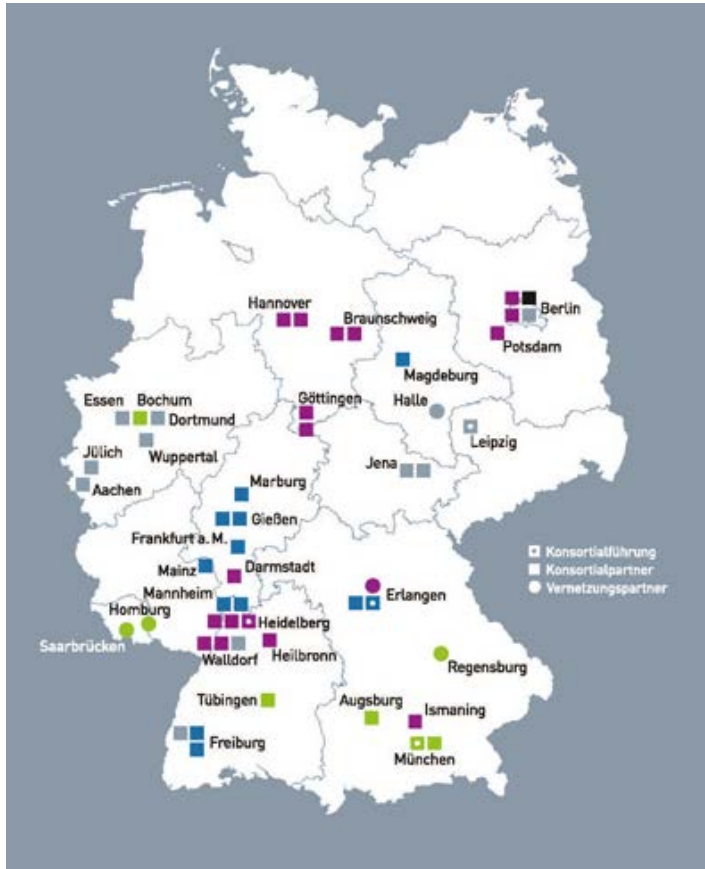 Hannover
Braunschweig
Berlin
Potsdam
Magdeburg
Essen
Bochum
Dortmund
Göttingen
Halle
Leipzig
Wuppertal
Jülich
Aachen
Jena
Marburg
Gießen
Frankfurt a. M.
Mainz
Darmstadt
Konsortialführung
Konsortialpartner
Vernetzungspartner
Mannheim
Erlangen
Homburg
Heidelberg
Saarbrücken
Walldorf
Heilbronn
Regensburg
Tübingen
Augsburg
Ismaning
Freiburg
München